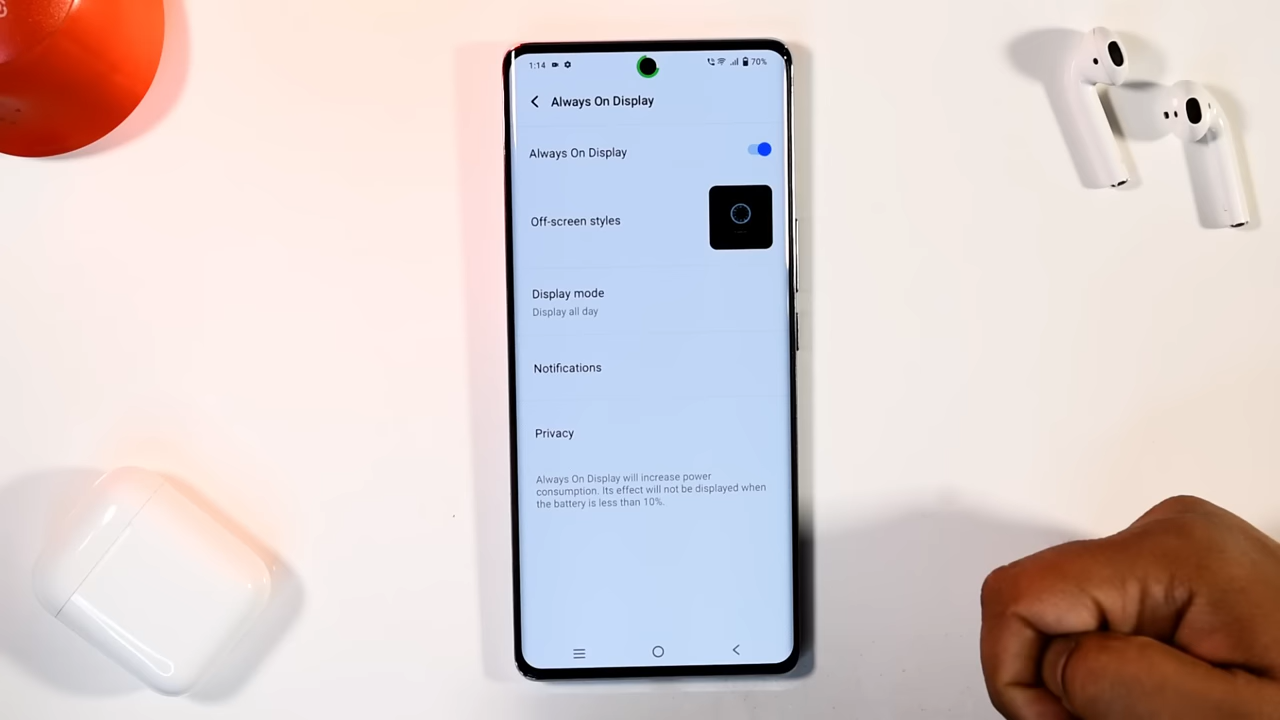 1:14
70%
Always On Display
Always On Display
Off-screen styles
Display mode
Display all day
Notifications
Privacy
Always On Display will increase power
consumption. Its effect will not be displayed when
the battery is less than 10%.